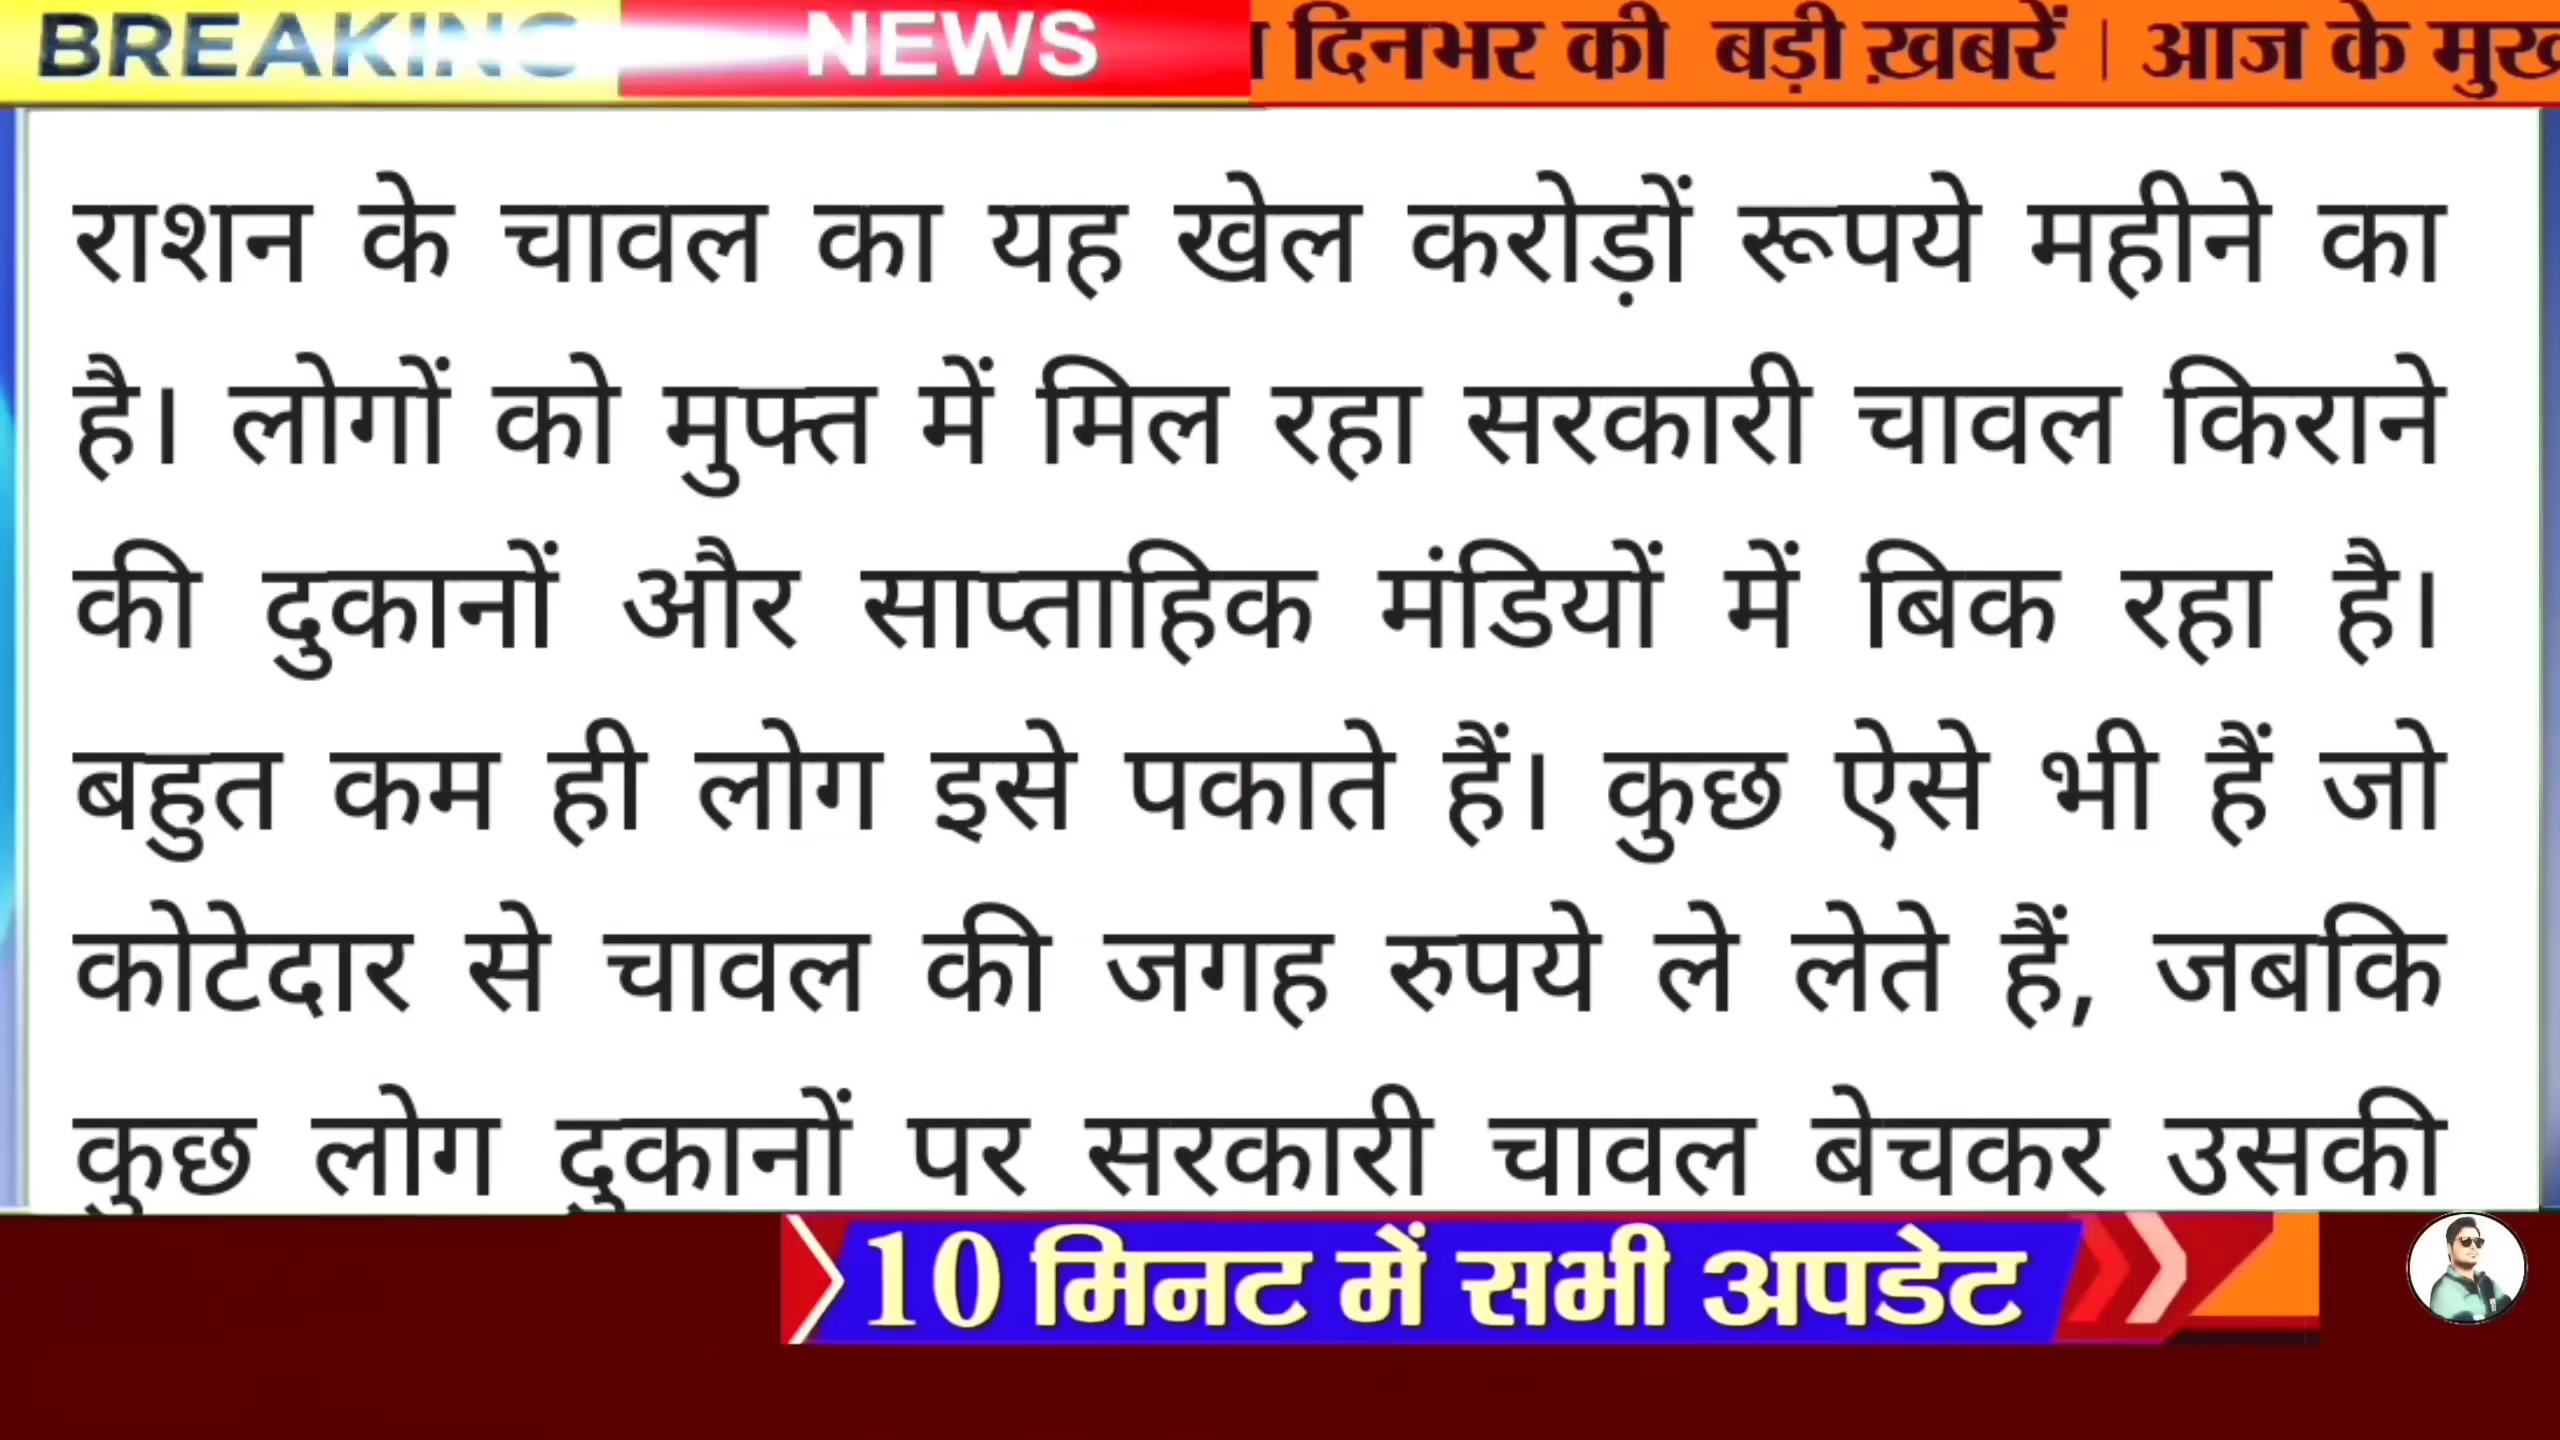 BREAKING NEWS दिनभर की बड़ी ख़बरें | आज के
राशन के चावल का यह खेल करोड़ों रूपये महीने का
है। लोगों को मुफ्त में मिल रहा सरकारी चावल किराने
की दुकानों और साप्ताहिक मंडियों में बिक रहा है।
बहुत कम ही लोग इसे पकाते हैं। कुछ ऐसे भी हैं जो
कोटेदार से चावल की जगह रुपये ले लेते हैं, जबकि
कुछ लोग दुकानों पर सरकारी चावल बेचकर उसकी
10 मिनट में सभी अपडेट